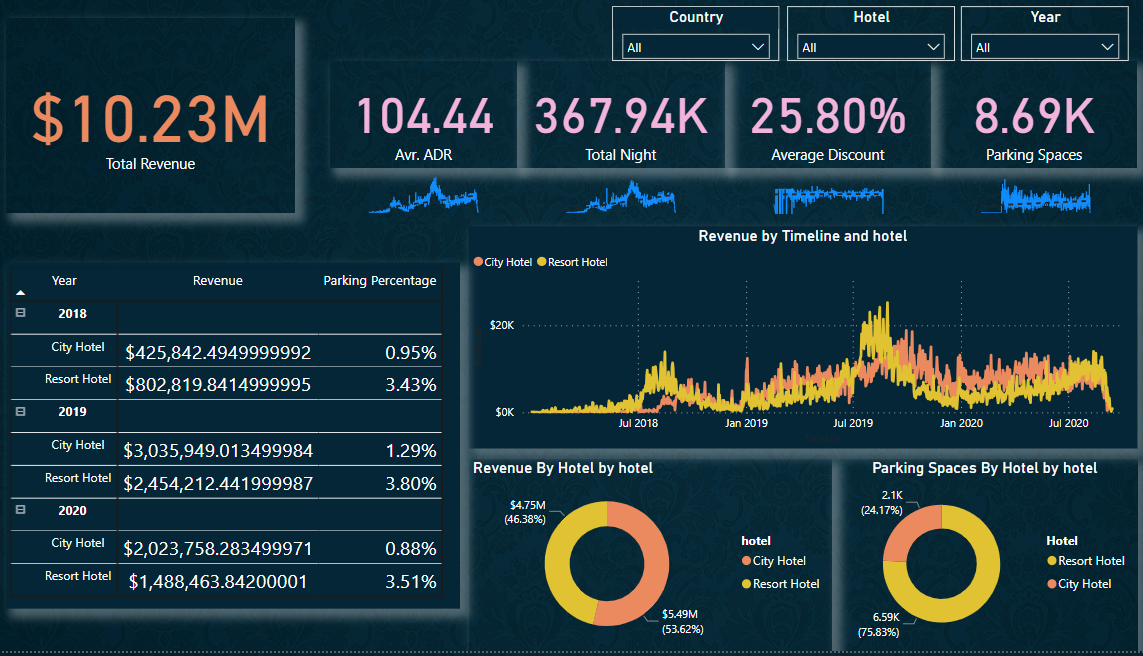 Country
All
Hotel
All
Year
All
$10.23M
Total Revenue
104.44
Avr. ADR
367.94K
Total Night
25.80%
Average Discount
8.69K
Parking Spaces
Year Revenue Parking Percentage
2018
City Hotel $425,842.4949999992 0.95%
Resort Hotel $802,819.8414999995 3.43%
2019
City Hotel $3,035,949.013499984 1.29%
Resort Hotel $2,454,212.441999987 3.80%
2020
City Hotel $2,023,758.283499971 0.88%
Resort Hotel $1,488,463.84200001 3.51%
Revenue by Timeline and hotel
City Hotel Resort Hotel
$20K
$0K
Jul 2018 Jan 2019 Jul 2019 Jan 2020 Jul 2020
Revenue By Hotel by hotel
$4.75M
(46.38%)
$5.49M
(53.62%)
hotel
City Hotel
Resort Hotel
Parking Spaces By Hotel by hotel
2.1K
(24.17%)
6.59K
(75.83%)
Hotel
Resort Hotel
City Hotel